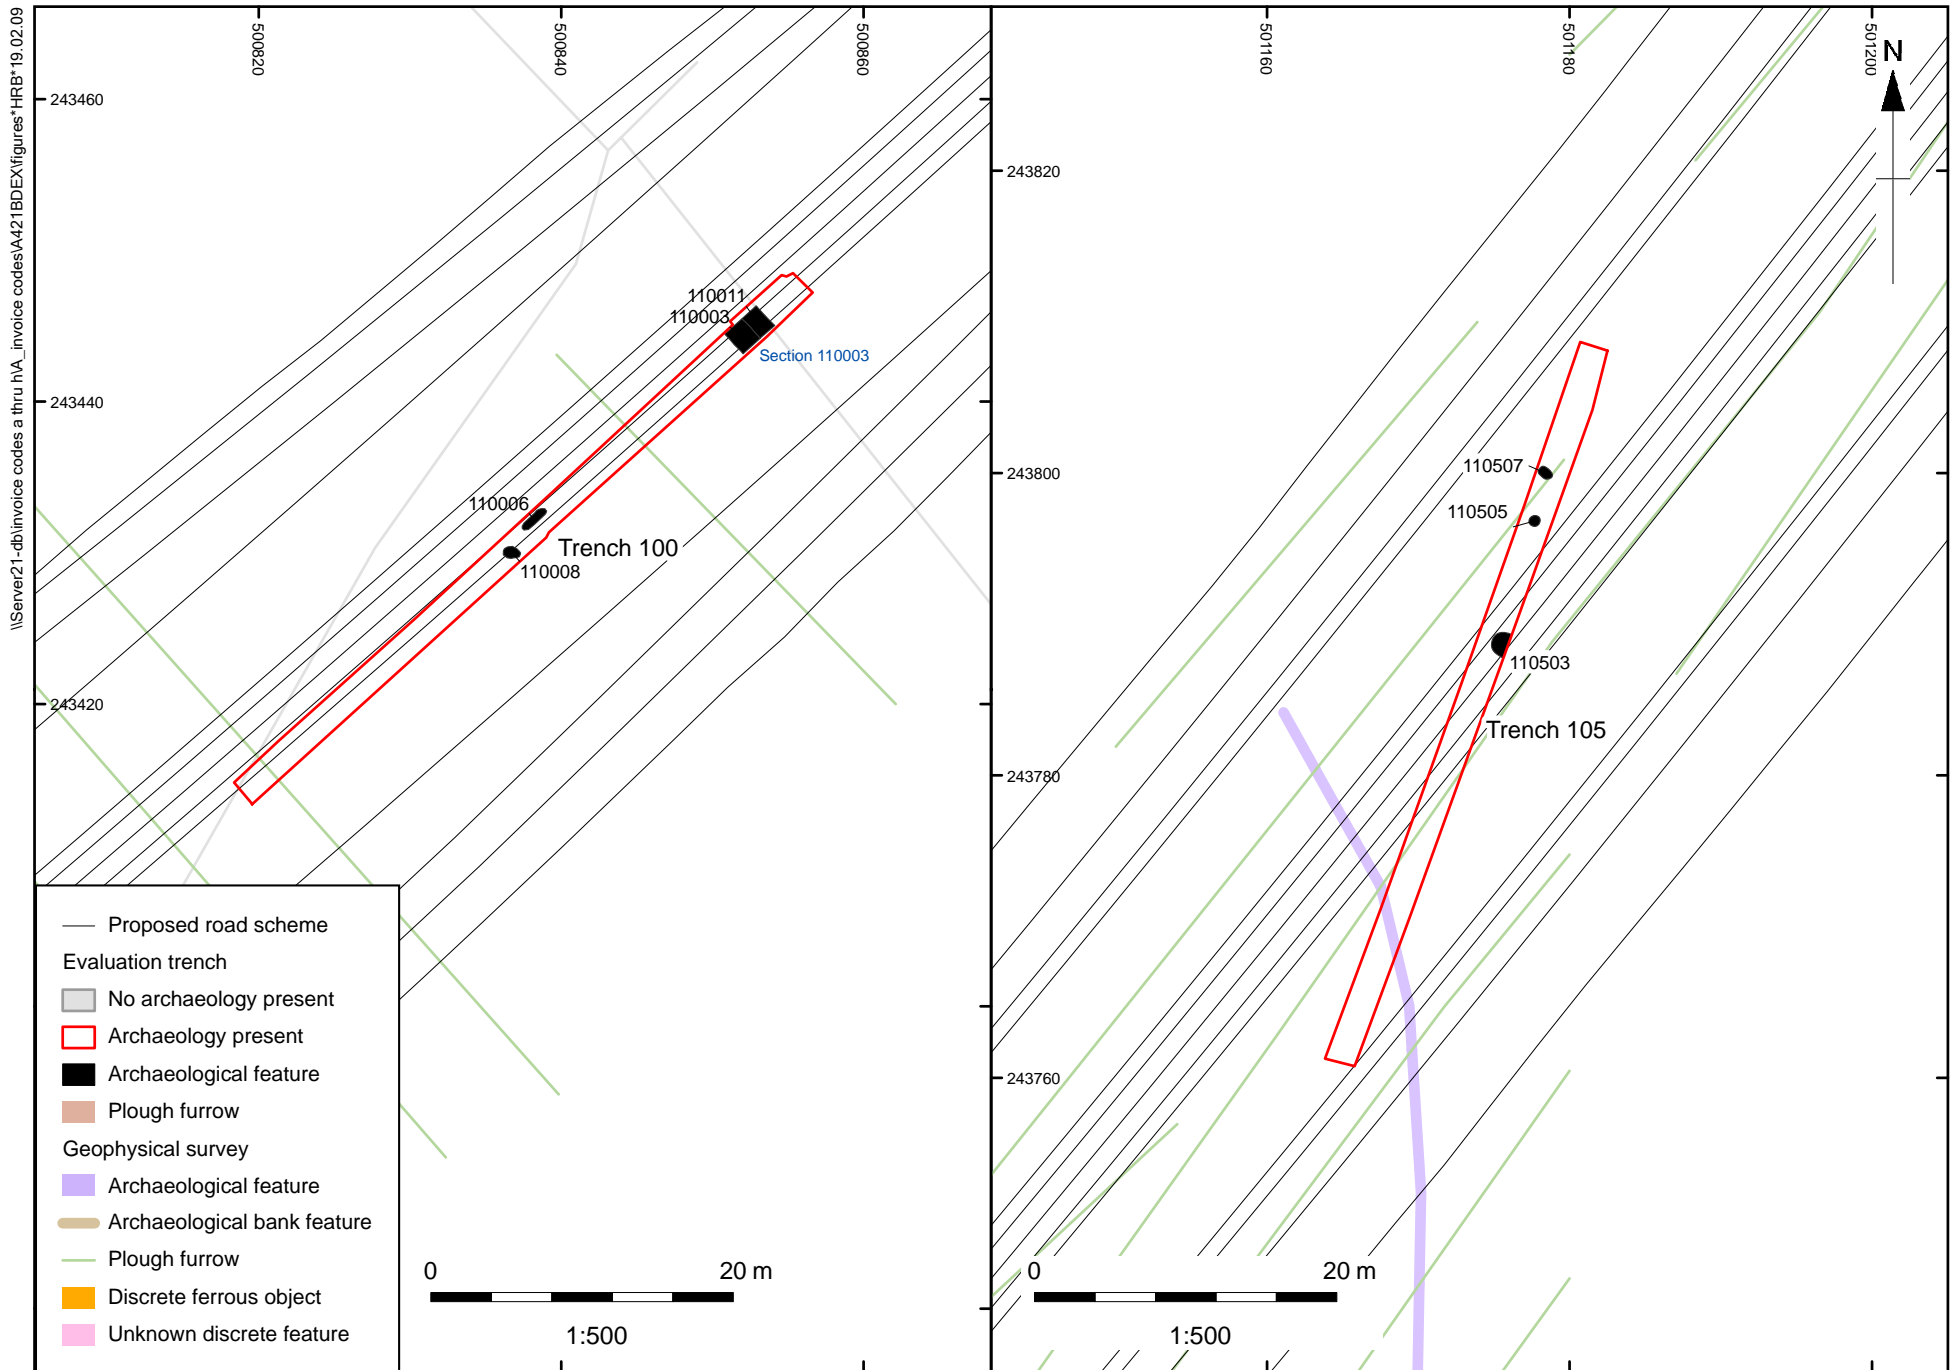 \\Server21-db\invoice codes a thru h\A_invoice codes\A421BDEX\figures*HRB*19.02.09
500820
500840
500860
243460
243440
243420
110011
110003
Section 110003
110006
Trench 100
110008
501160
501180
501200
N
243820
243800
243780
243760
110507
110505
110503
Trench 105
Proposed road scheme
Evaluation trench
No archaeology present
Archaeology present
Archaeological feature
Plough furrow
Geophysical survey
Archaeological feature
Archaeological bank feature
Plough furrow
Discrete ferrous object
Unknown discrete feature
0 20 m
1:500
0 20 m
1:500